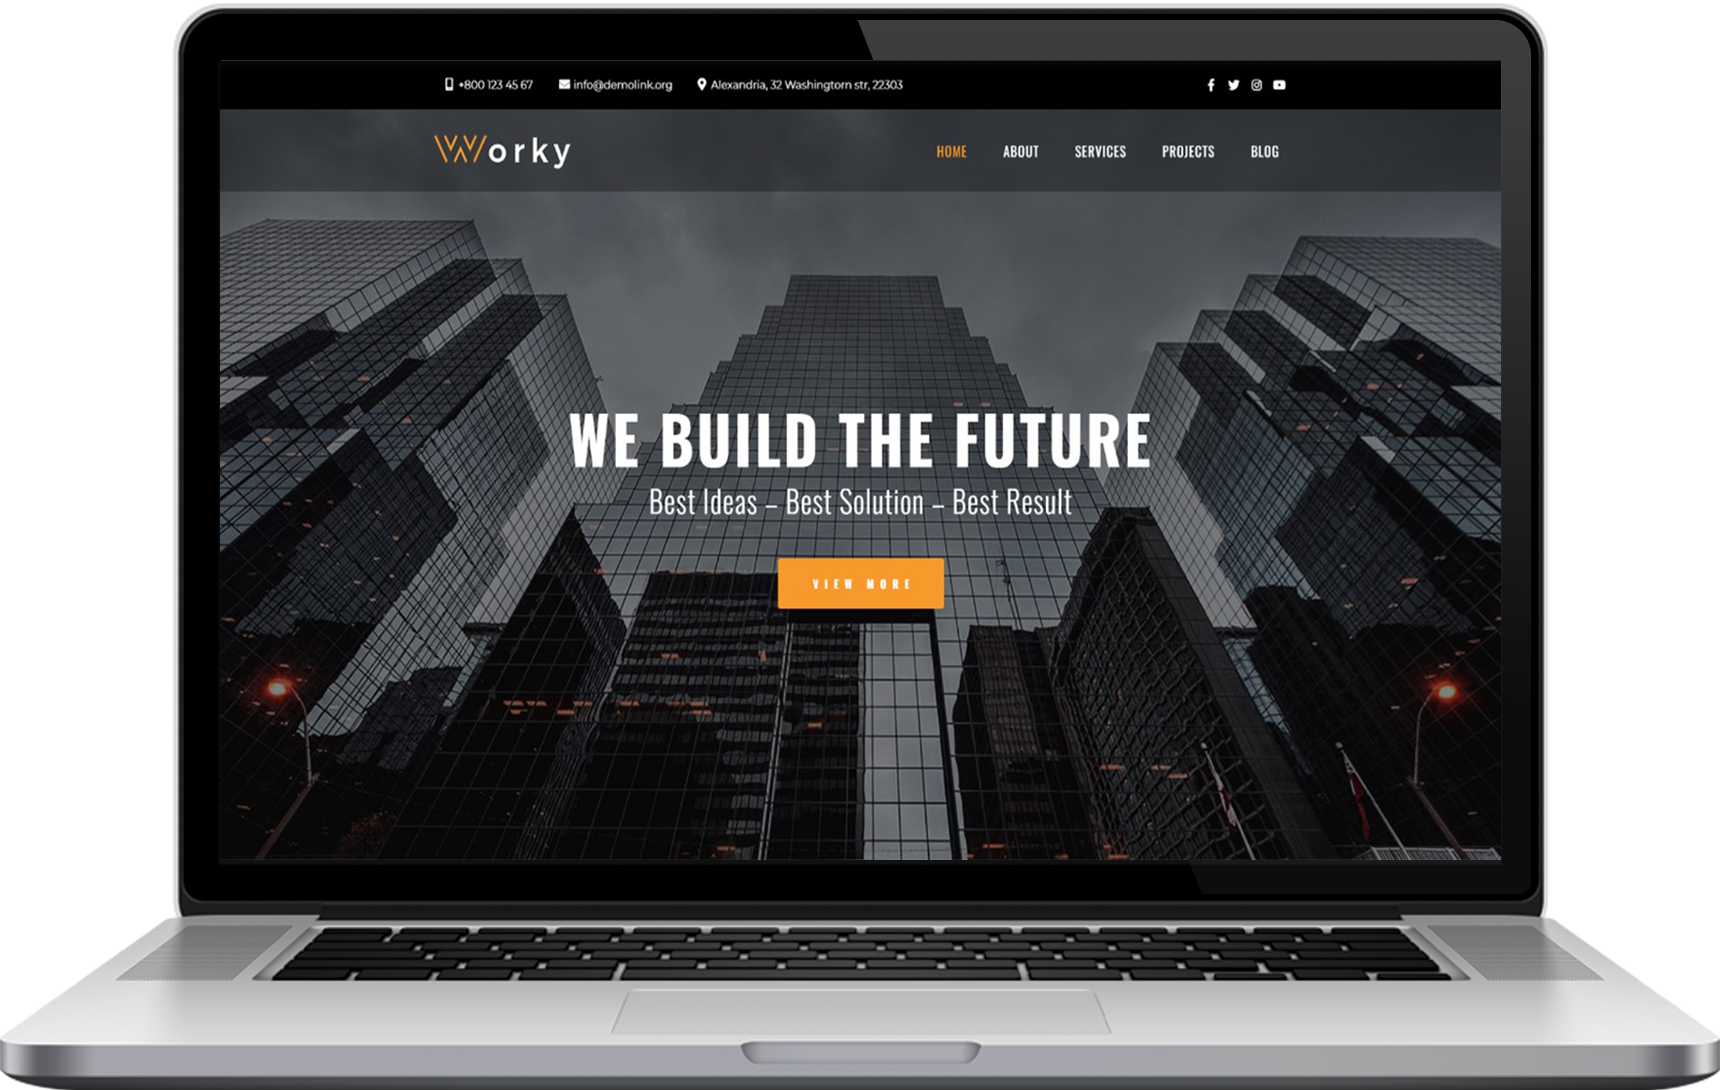 +800 123 45 67 info@demolink.org Alexandria, 32 Washingtorn str, 22303
Worky HOME ABOUT SERVICES PROJECTS BLOG
WE BUILD THE FUTURE
Best Ideas – Best Solution – Best Result
VIEW MORE